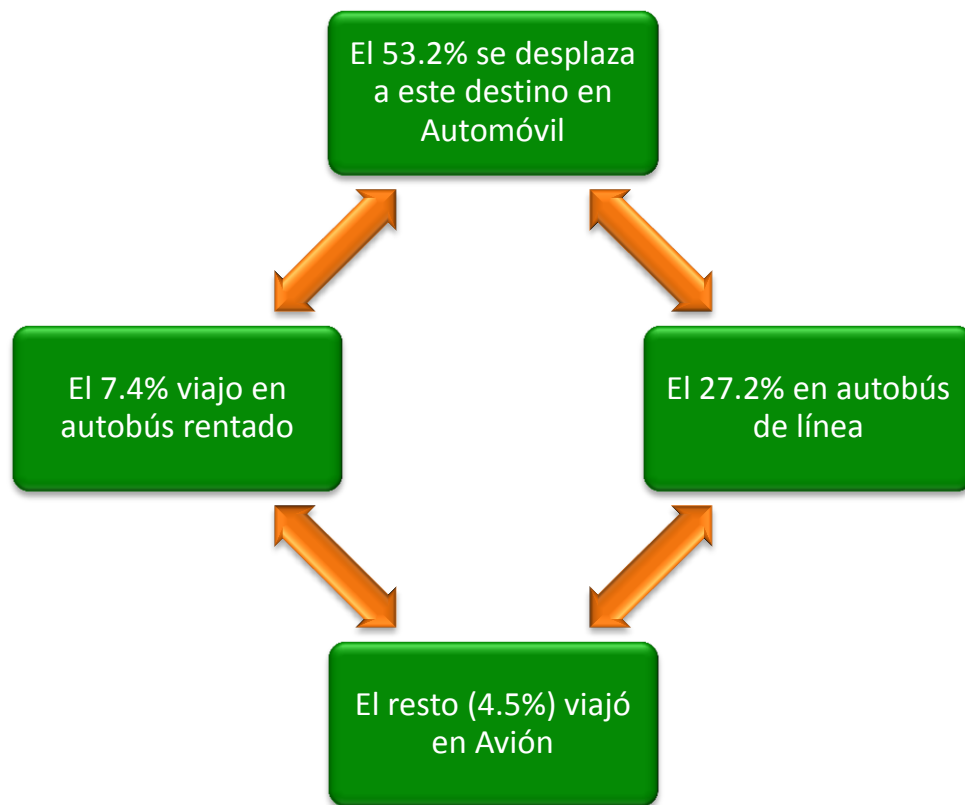 El 53.2% se desplaza
a este destino en
Automóvil
El 7.4% viajo en
autobús rentado
El 27.2% en autobús
de línea
El resto (4.5%) viajó
en Avión